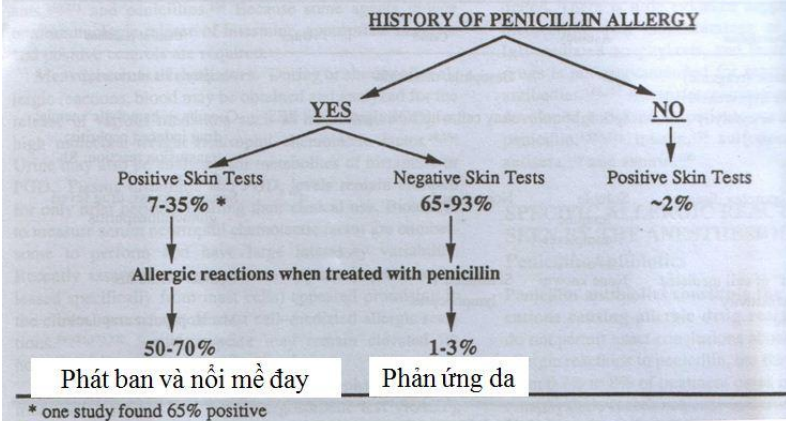 HISTORY OF PENICILLIN ALLERGY
YES NO
Positive Skin Tests Negative Skin Tests Positive Skin Tests
7-35% * 65-93% ~2%
Allergic reactions when treated with penicillin
50-70% 1-3%
Phát ban và nổi mề đay Phản ứng da
* one study found 65% positive